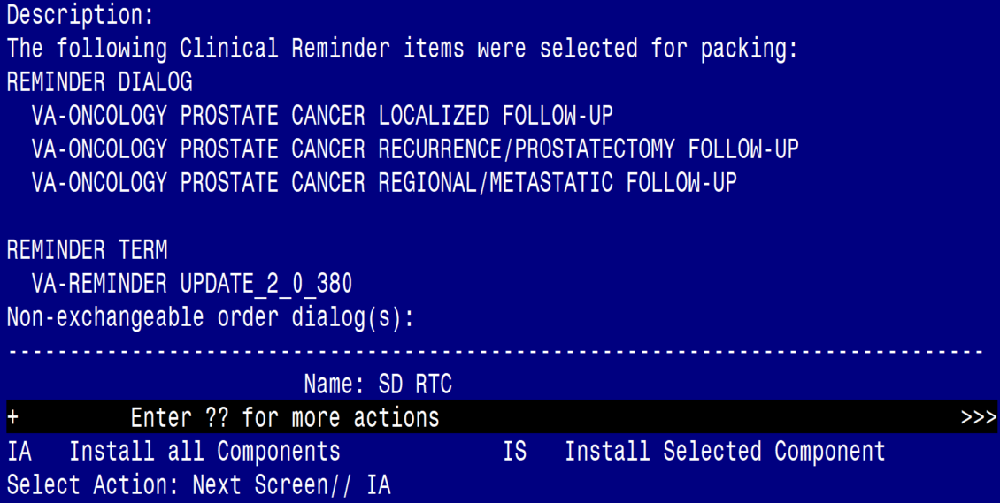 Description:
The following Clinical Reminder items were selected for packing:
REMINDER DIALOG
VA-ONCOLOGY PROSTATE CANCER LOCALIZED FOLLOW-UP
VA-ONCOLOGY PROSTATE CANCER RECURRENCE/PROSTATECTOMY FOLLOW-UP
VA-ONCOLOGY PROSTATE CANCER REGIONAL/METASTATIC FOLLOW-UP
REMINDER TERM
VA-REMINDER UPDATE_2_0_380
Non-exchangeable order dialog(s):
-------------------------------------------------------------------------------
Name: SD RTC
+ Enter ?? for more actions >>>
IA Install all Components IS Install Selected Component
Select Action: Next Screen// IA